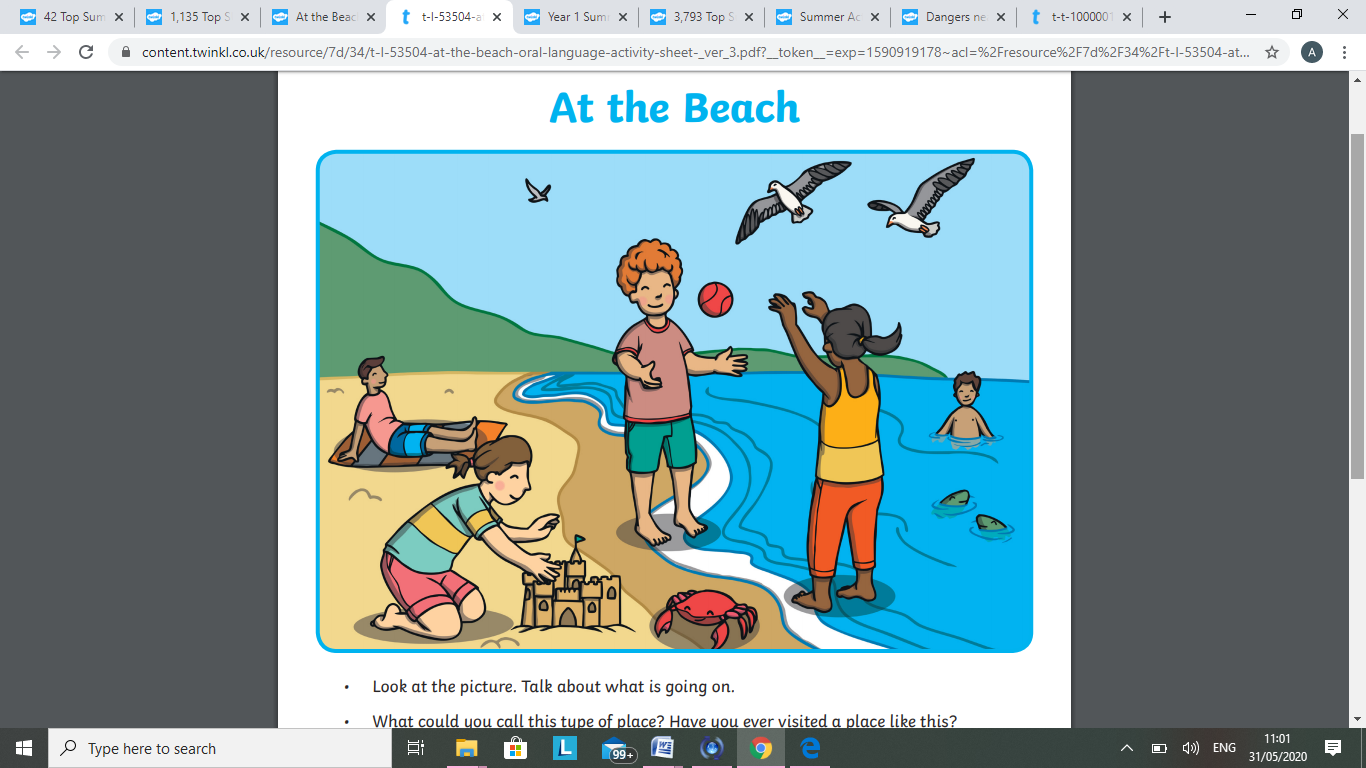 42 Top Sum
1,135 Top S
At the Beac
t-l-53504-a
Year 1 Sum
3,793 Top S
Summer Ac
Dangers ne
t-t-1000001
content.twinkl.co.uk/resource/7d/34/t-l-53504-at-the-beach-oral-language-activity-sheet-_ver_3.pdf?__token__=exp=1590919178~acl=%2Fresource%2F7d%2F34%2Ft-l-53504-at...
A
At the Beach
• Look at the picture. Talk about what is going on.
• What could you call this type of place? Have you ever visited a place like this?
Type here to search
L
99+
W
ENG
11:01
31/05/2020